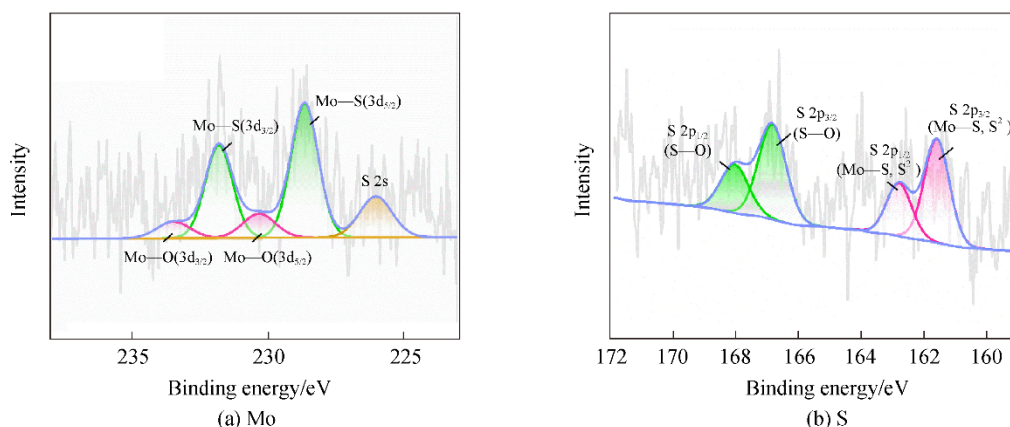 Intensity
Mo—S(3d₅/₂)
Mo—S(3d₃/₂)
S 2s
Mo—O(3d₃/₂)
Mo—O(3d₅/₂)
235
230
225
Binding energy/eV
(a) Mo
Intensity
S 2p₁/₂
(S—O)
S 2p₃/₂
(S—O)
S 2p₁/₂
(Mo—S, S²⁻)
S 2p₃/₂
(Mo—S, S²
172
170
168
166
164
162
160
Binding energy/eV
(b) S